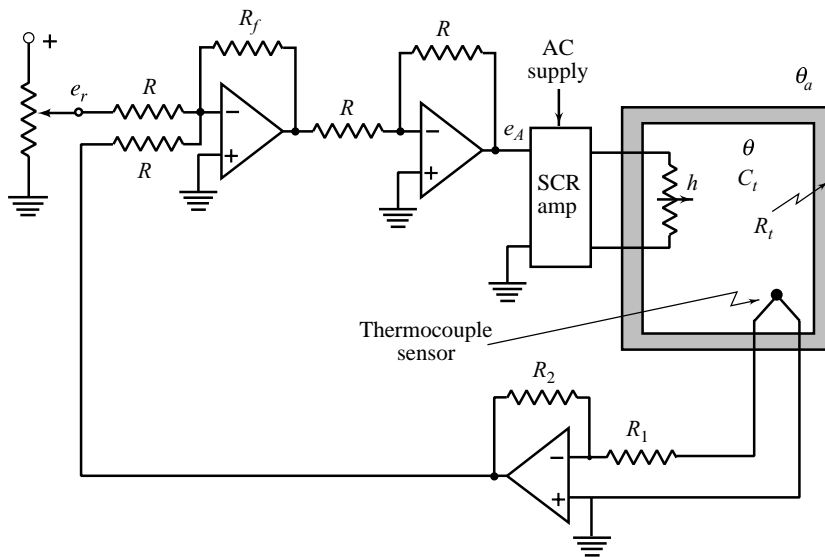 +
R_f
R
AC
supply
e_r
R
θ_a
R
e_A
−
+
−
+
θ
C_t
R
SCR
amp
h
R_t
Thermocouple
sensor
R_2
R_1
−
+